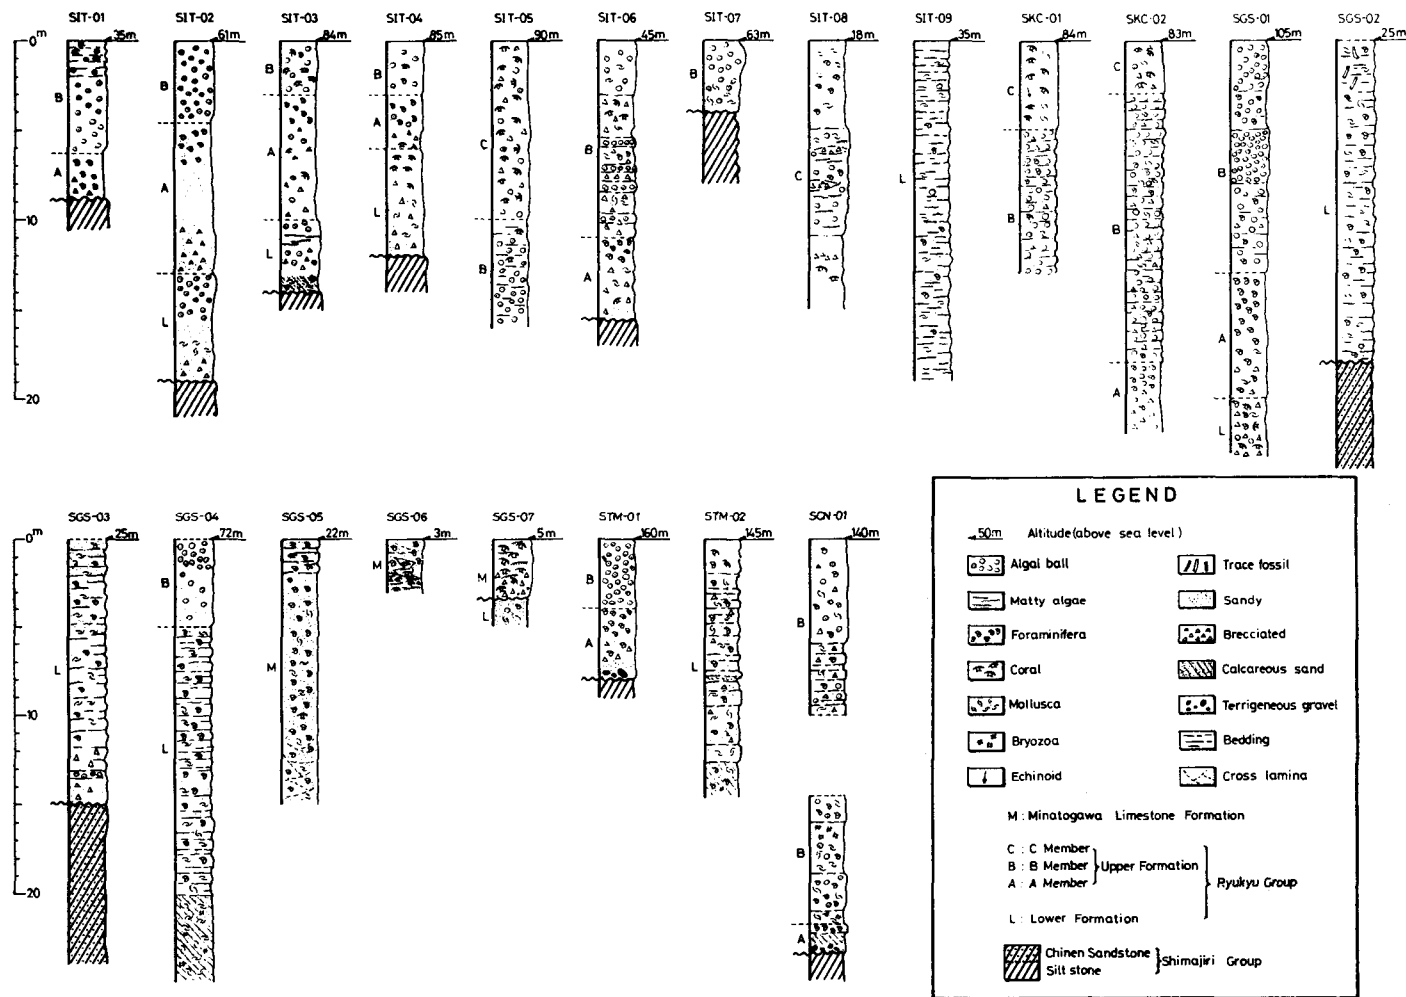 SIT-01 SIT-02 SIT-03 SIT-04 SIT-05 SIT-06 SIT-07 SIT-08 SIT-09 SKC-01 SKC-02 SGS-01 SGS-02
0m 35m 61m 84m 85m 90m 45m 63m 18m 35m 84m 83m 105m 25m
B B B B C B B C L C C B L
A A A A B A B B A
L L L A L
10
20
SGS-03 SGS-04 SGS-05 SGS-06 SGS-07 STM-01 STM-02 SGN-01
0m 25m 72m 22m 3m 5m 160m 145m 140m
L B M M M B L B
L L A B
A
10
20
LEGEND
50m Altitude (above sea level)
Algal ball Trace fossil
Matty algae Sandy
Foraminifera Brecciated
Coral Calcareous sand
Mollusca Terrigeneous gravel
Bryozoa Bedding
Echinoid Cross lamina
M : Minatogawa Limestone Formation
C : C Member
B : B Member Upper Formation
A : A Member Ryukyu Group
L : Lower Formation
Chinen Sandstone Shimajiri Group
Silt stone